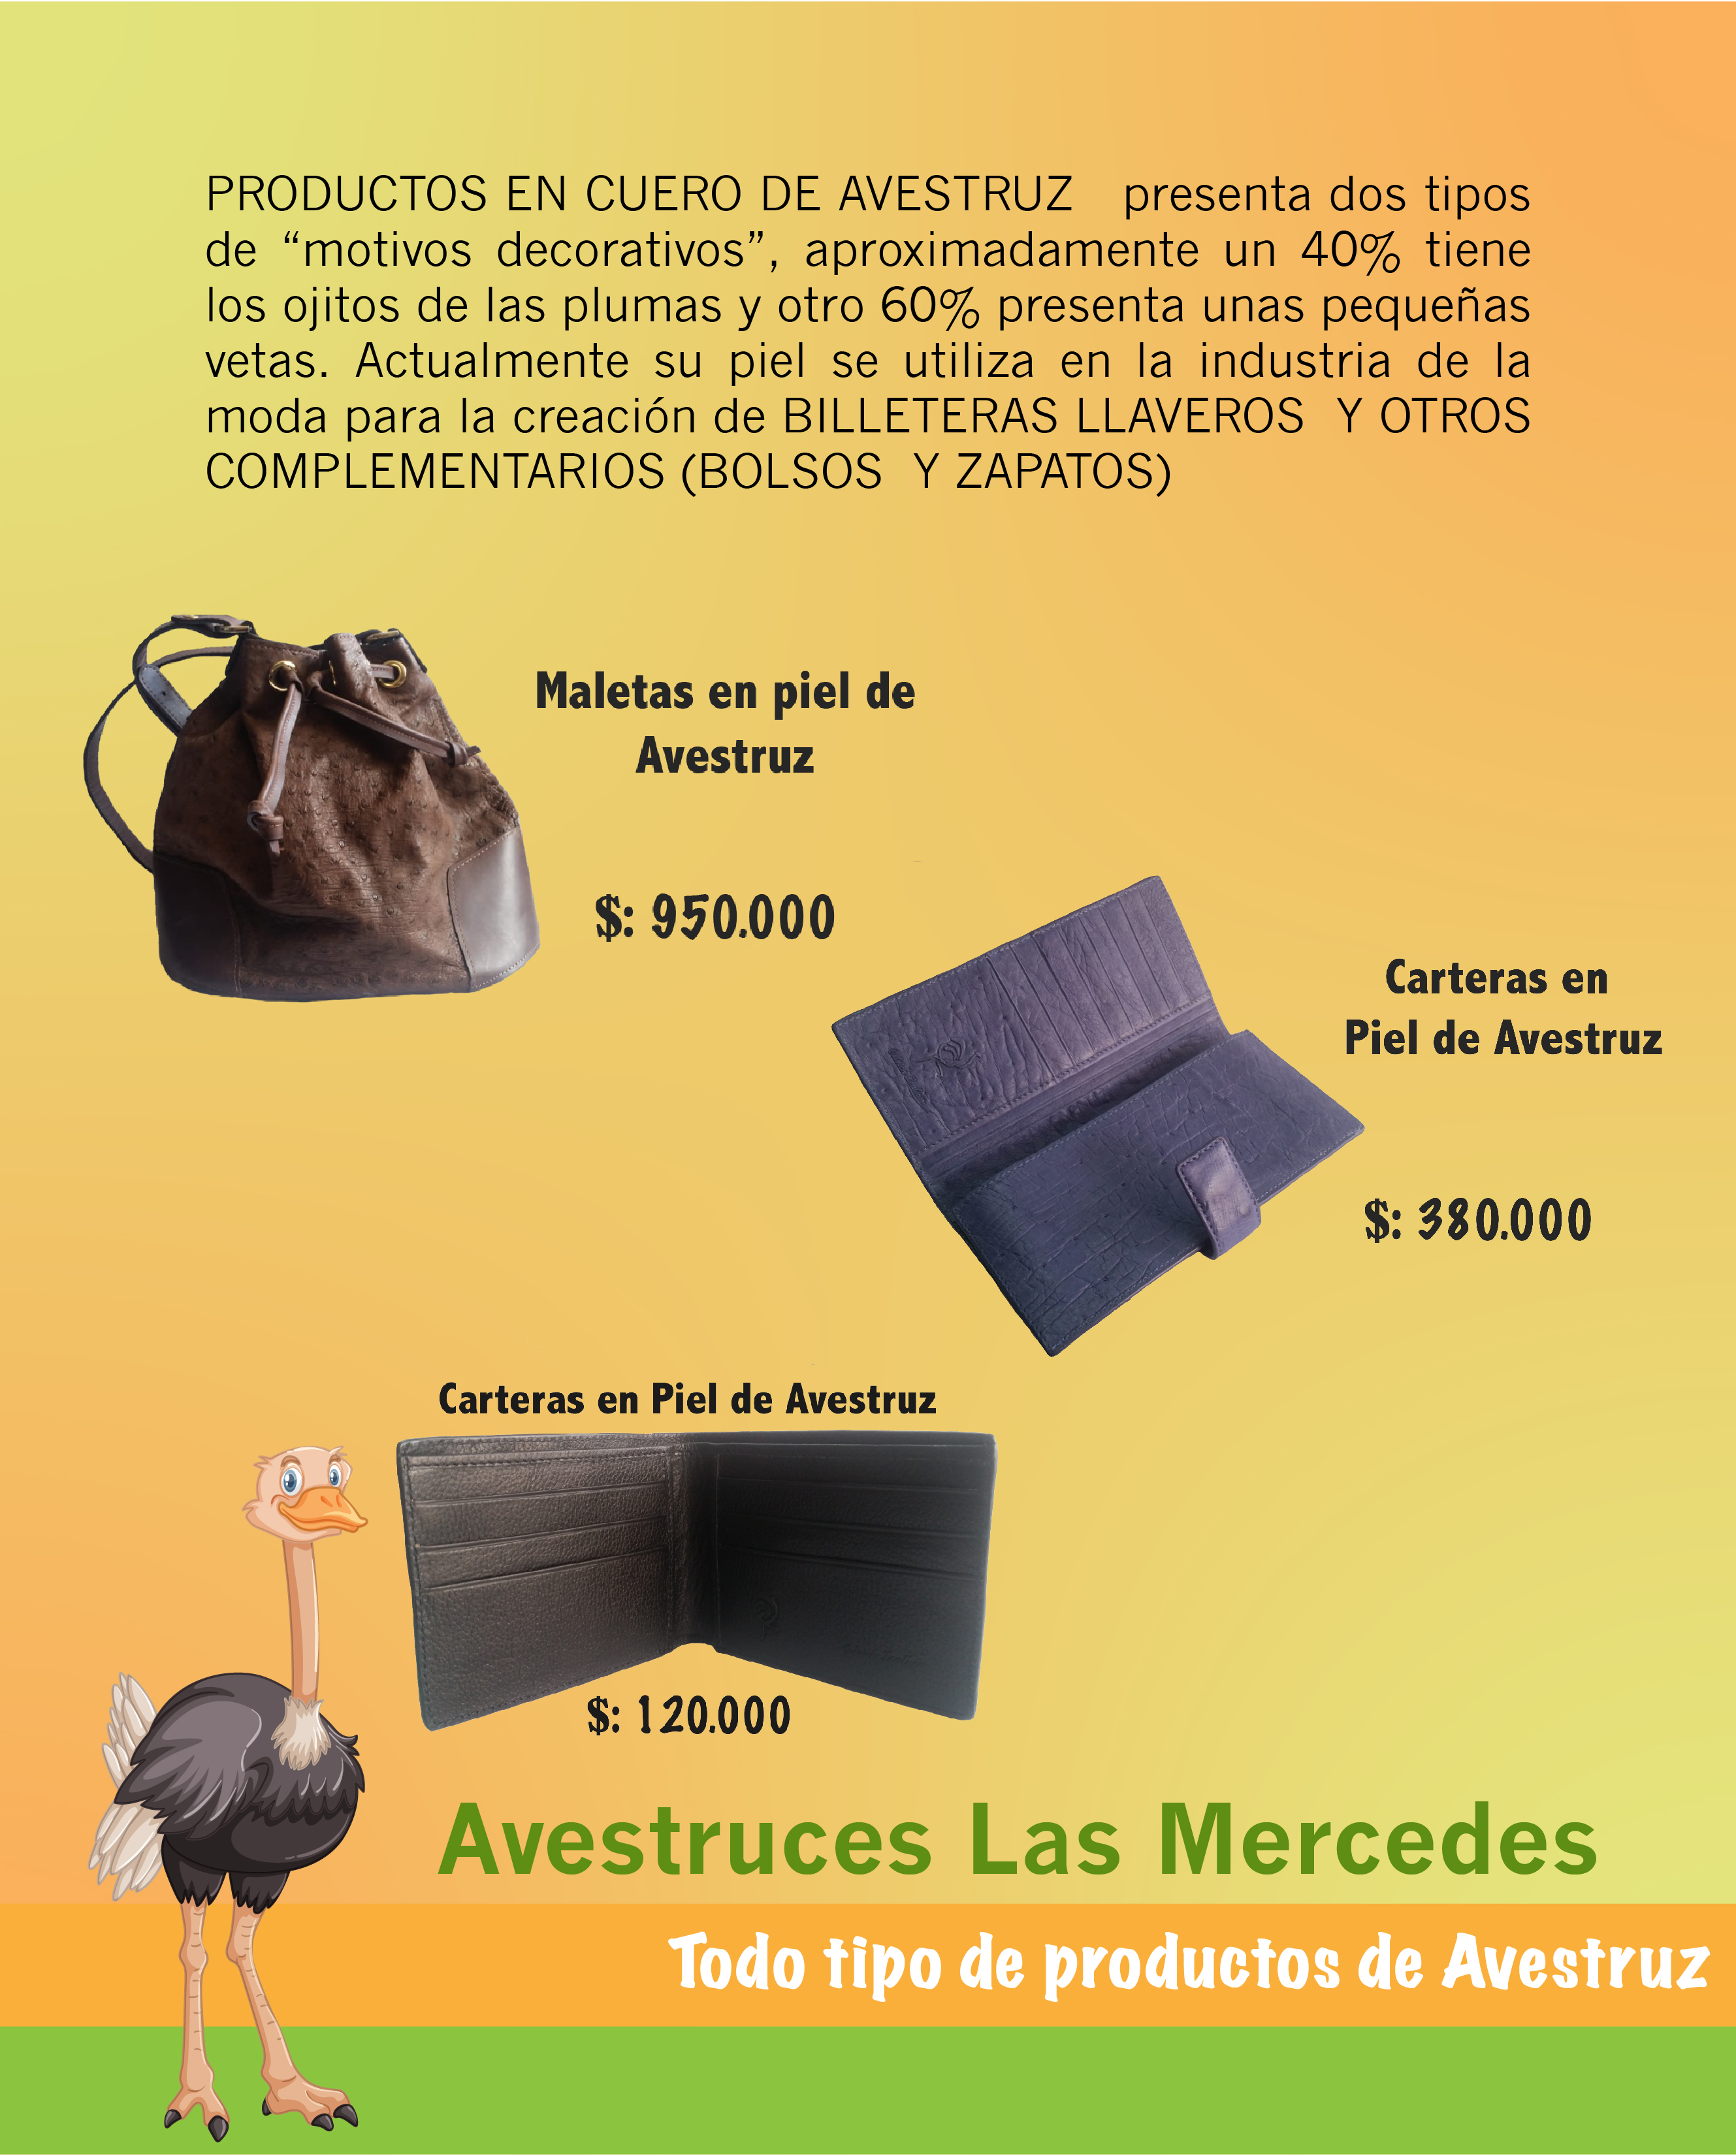 PRODUCTOS EN CUERO DE AVESTRUZ presenta dos tipos
de “motivos decorativos”, aproximadamente un 40% tiene
los ojitos de las plumas y otro 60% presenta unas pequeñas
vetas. Actualmente su piel se utiliza en la industria de la
moda para la creación de BILLETERAS LLAVEROS Y OTROS
COMPLEMENTARIOS (BOLSOS Y ZAPATOS)
Maletas en piel de
Avestruz
$: 950.000
Carteras en
Piel de Avestruz
$: 380.000
Carteras en Piel de Avestruz
$: 120.000
Avestruces Las Mercedes
Todo tipo de productos de Avestruz